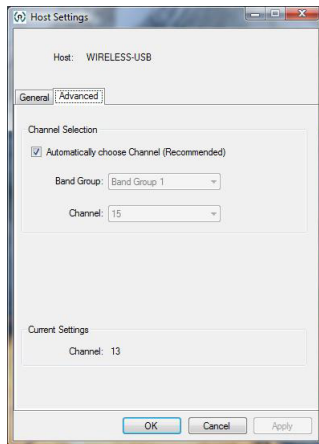 Host Settings
Host: WIRELESS-USB
General Advanced
Channel Selection
Automatically choose Channel (Recommended)
Band Group: Band Group 1
Channel: 15
Current Settings
Channel: 13
OK Cancel Apply